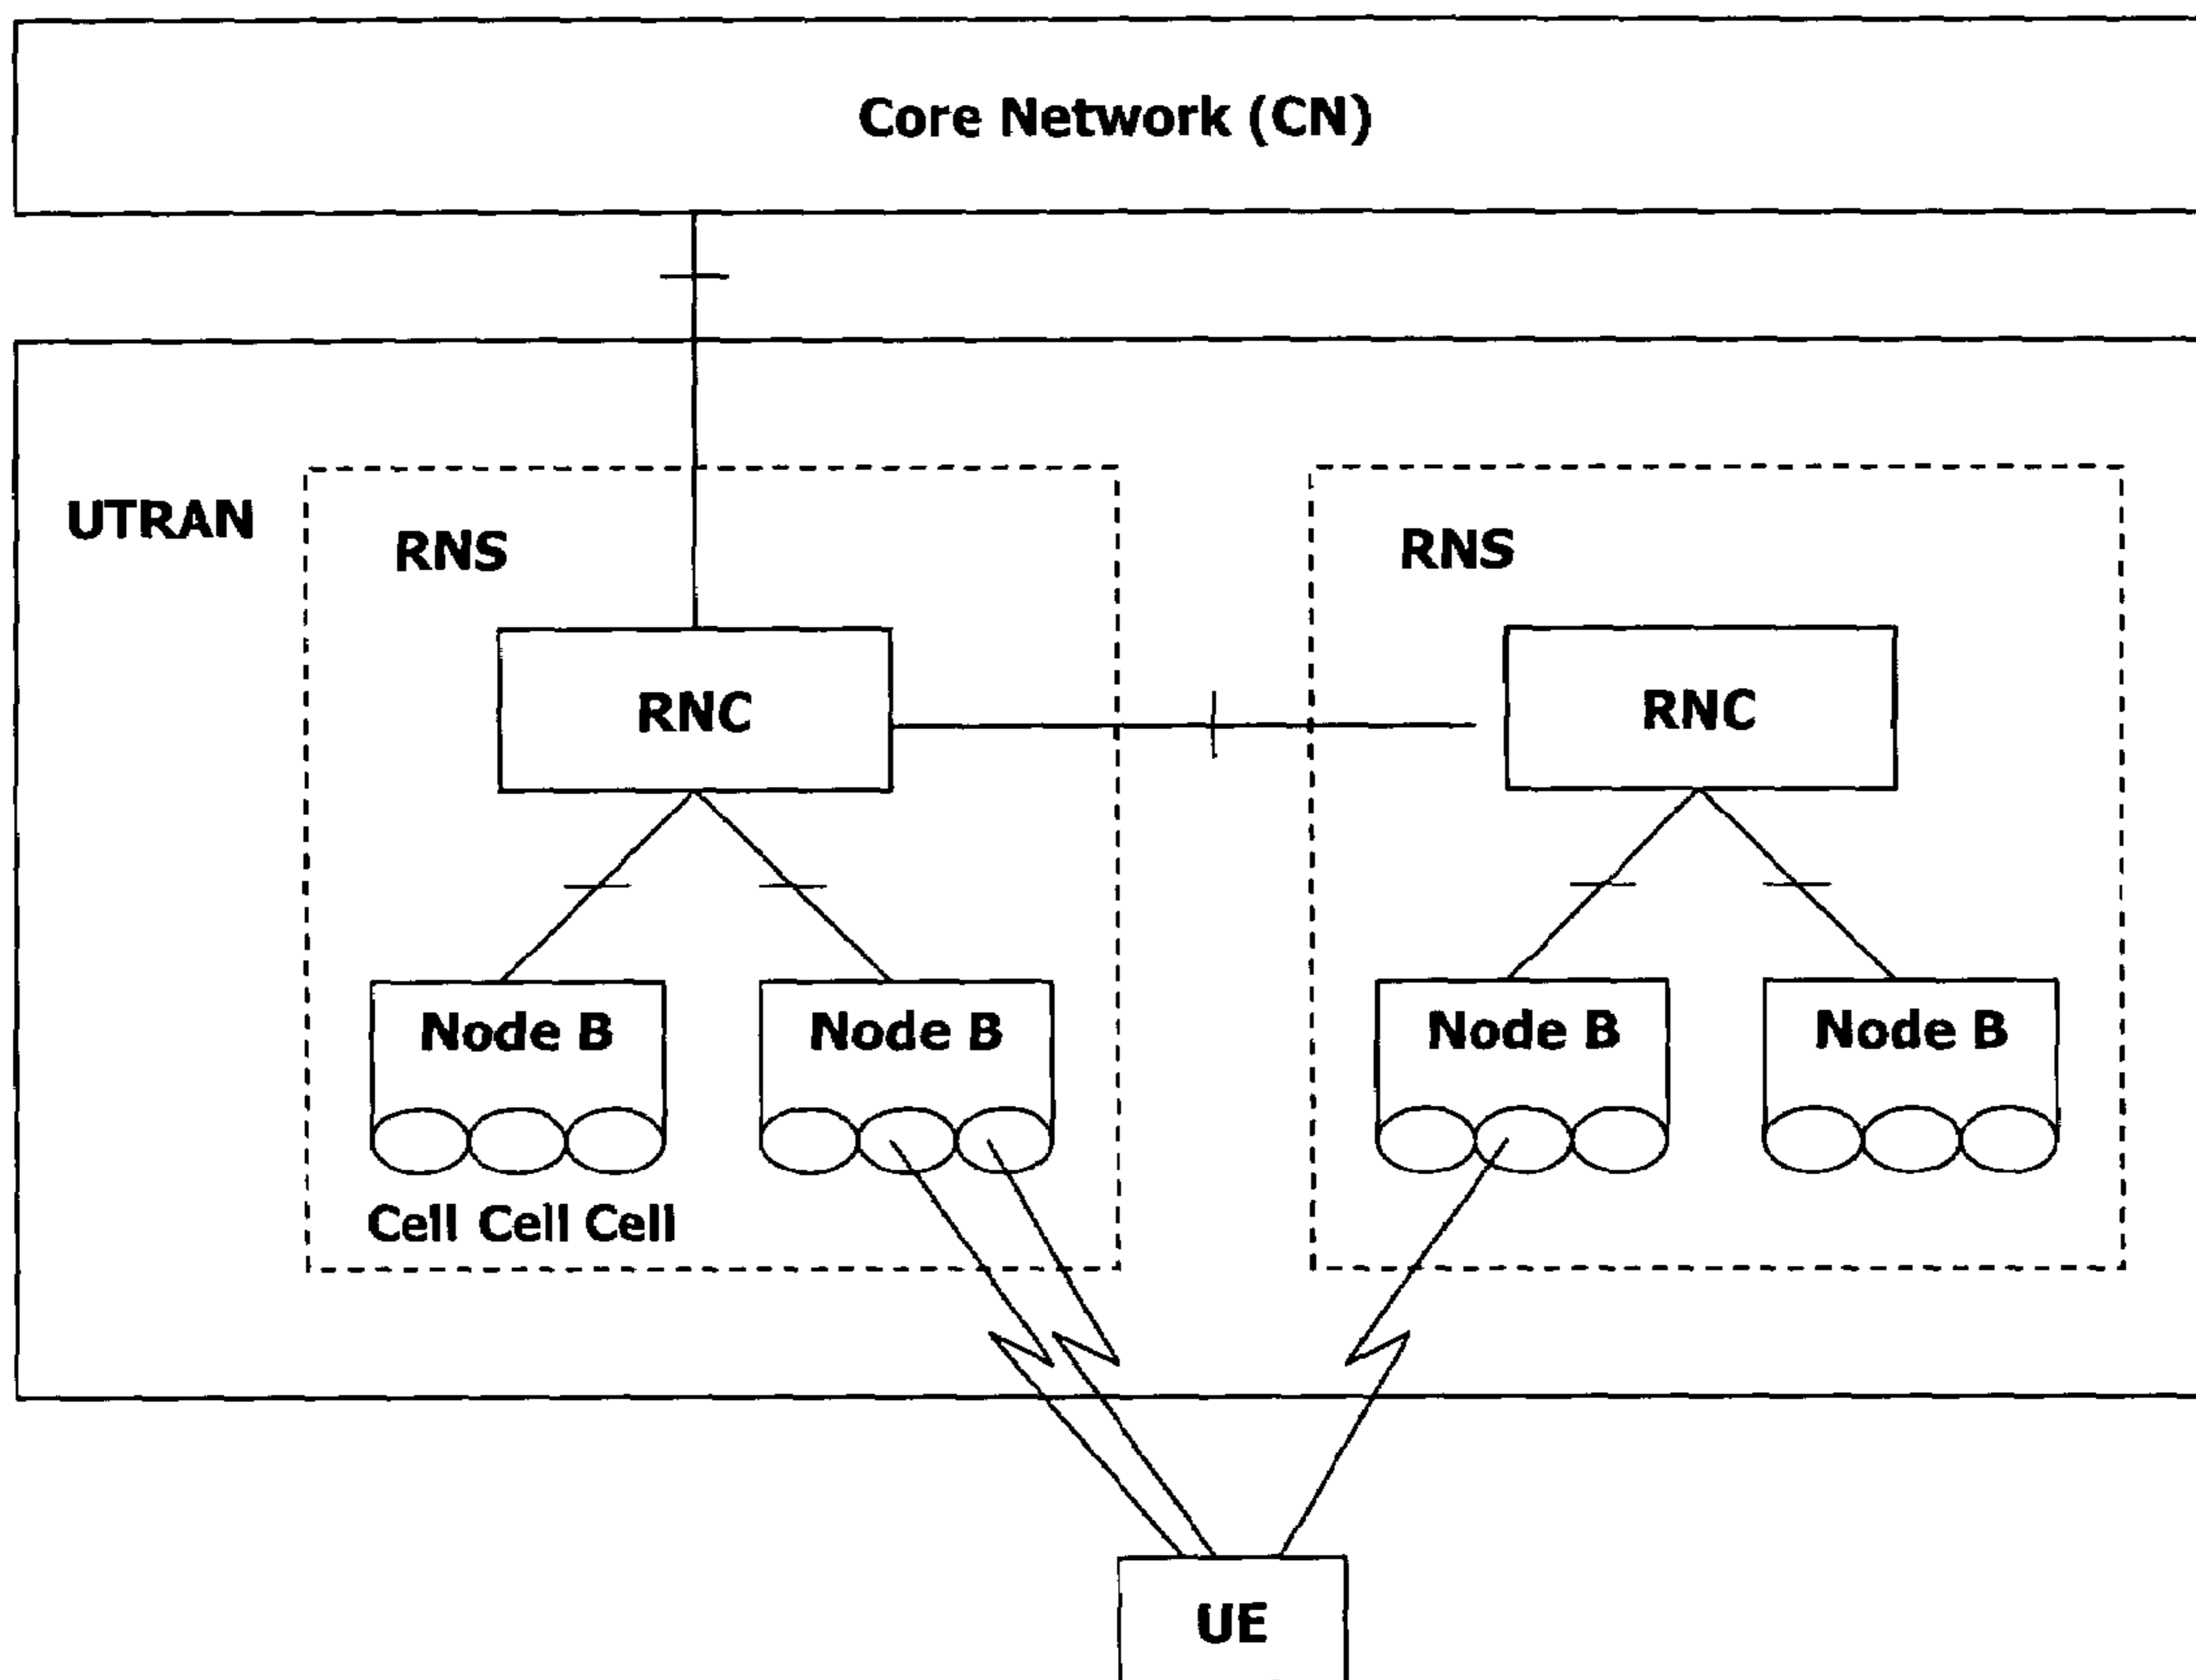 Core Network (CN)
UTRAN
RNS
RNS
RNC
RNC
Node B
Node B
Node B
Node B
Cell Cell Cell
UE